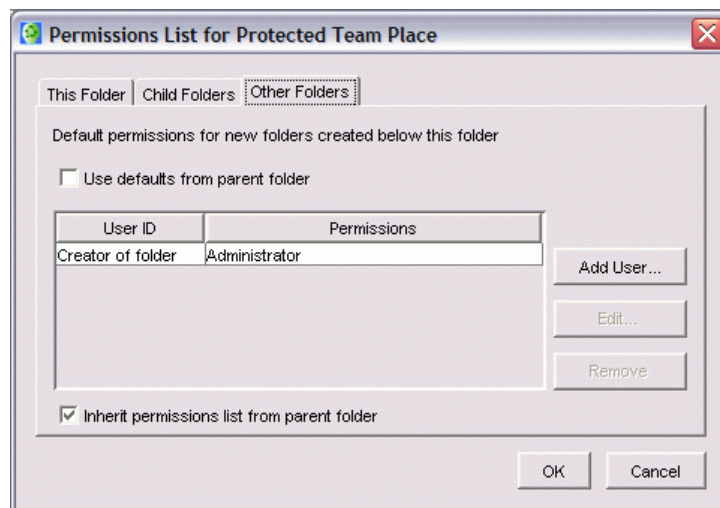 Permissions List for Protected Team Place
This Folder Child Folders Other Folders
Default permissions for new folders created below this folder
Use defaults from parent folder
User ID Permissions
Creator of folder Administrator
Add User...
Edit...
Remove
Inherit permissions list from parent folder
OK Cancel